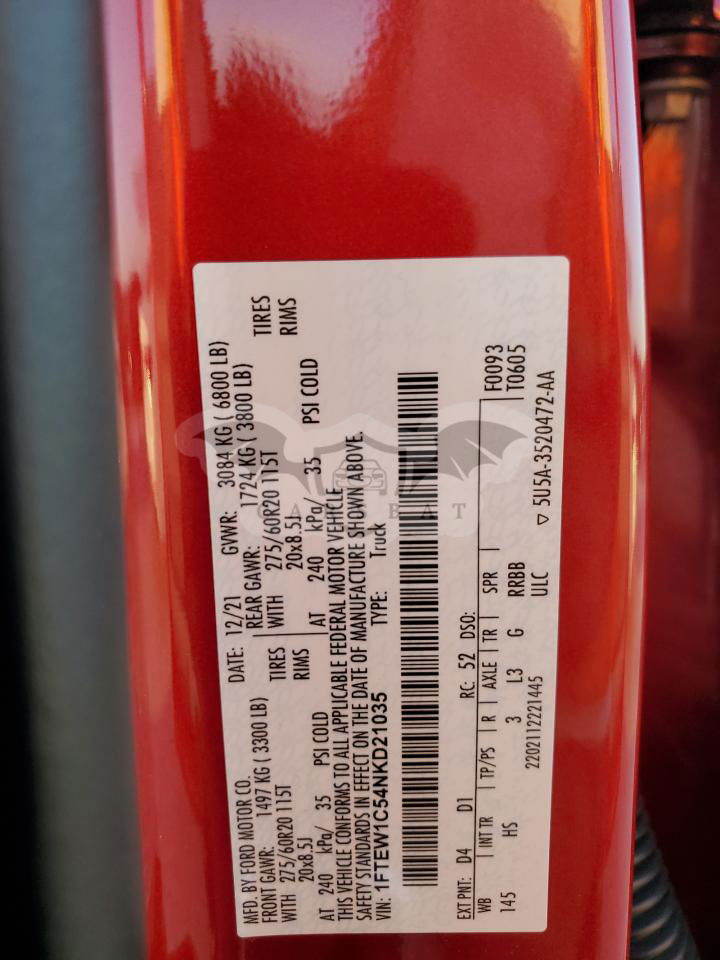 MFD. BY FORD MOTOR CO.
DATE: 12/21 GVWR: 3084 KG ( 6800 LB)
FRONT GAWR: 1497 KG ( 3300 LB) REAR GAWR: 1724 KG ( 3800 LB)
WITH 275/60R20 115T TIRES WITH 275/60R20 115T TIRES
20x8.5J RIMS 20x8.5J RIMS
AT 240 kPa/ 35 PSI COLD AT 240 kPa/ 35 PSI COLD
THIS VEHICLE CONFORMS TO ALL APPLICABLE FEDERAL MOTOR VEHICLE
SAFETY STANDARDS IN EFFECT ON THE DATE OF MANUFACTURE SHOWN ABOVE.
VIN: 1FTEW1C54NKD21035 TYPE: Truck
EXT PNT: D4 D1 RC: 52 DSO: F0093
WB INT TR TP/PS R AXLE TR SPR T0605
145 HS 3 L3 G RRBB
2202112221445 ULC ▽ 5U5A-3520472-AA
CARSBAT